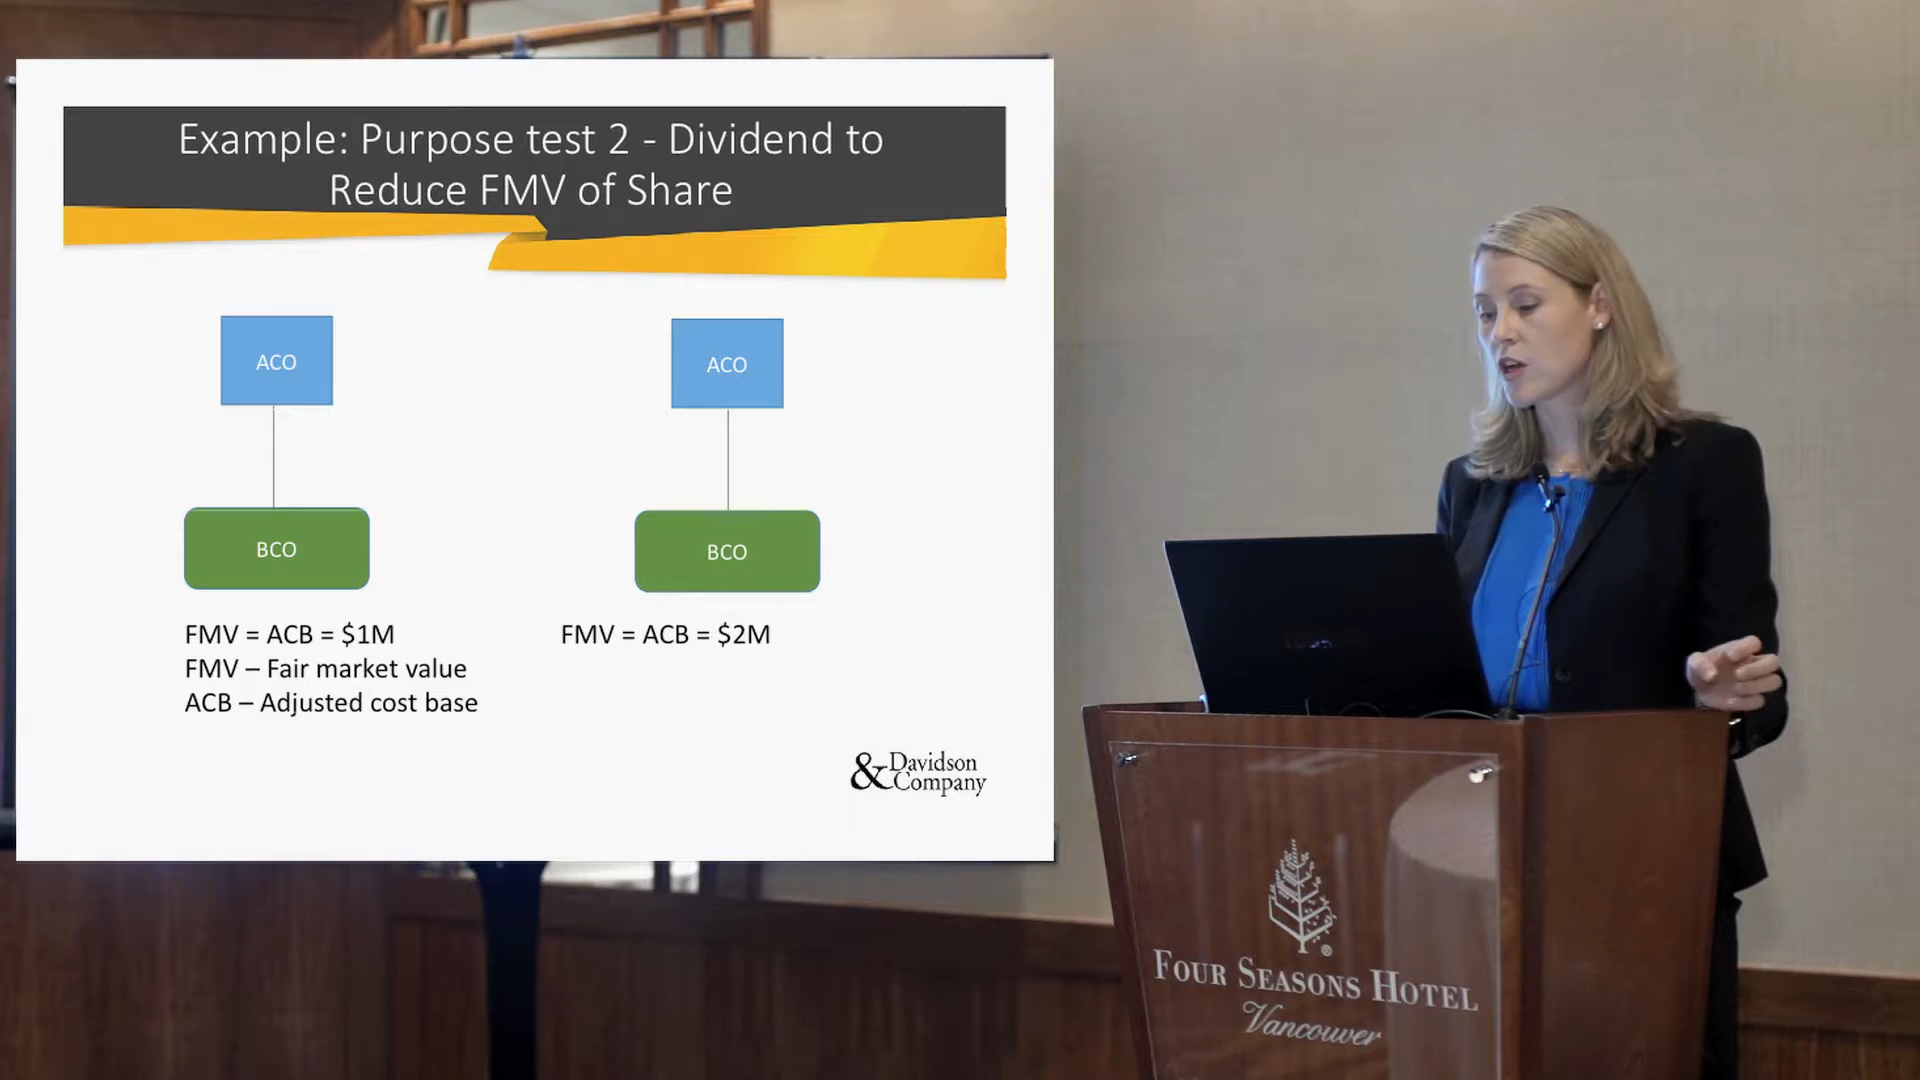 Example: Purpose test 2 - Dividend to
Reduce FMV of Share
ACO
ACO
BCO
BCO
FMV = ACB = $1M
FMV – Fair market value
ACB – Adjusted cost base
FMV = ACB = $2M
& Davidson
Company
FOUR SEASONS HOTEL
Vancouver